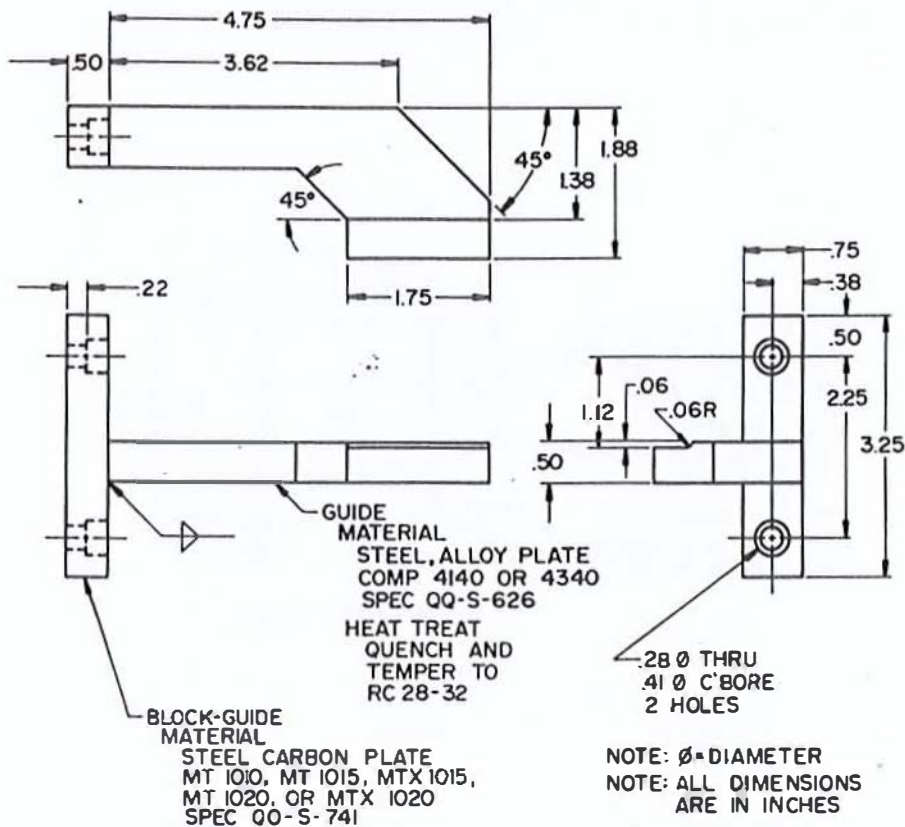 4.75
.50
3.62
45°
1.38
1.88
45°
1.75
.22
.75
.38
.50
.06
.06R
1.12
2.25
3.25
.50
GUIDE
MATERIAL
STEEL, ALLOY PLATE
COMP 4140 OR 4340
SPEC QQ-S-626
HEAT TREAT
QUENCH AND
TEMPER TO
RC 28-32
.28 Ø THRU
.41 Ø C'BORE
2 HOLES
BLOCK-GUIDE
MATERIAL
STEEL CARBON PLATE
MT 1010, MT 1015, MTX 1015,
MT 1020, OR MTX 1020
SPEC QO-S-741
NOTE: Ø=DIAMETER
NOTE: ALL DIMENSIONS
ARE IN INCHES